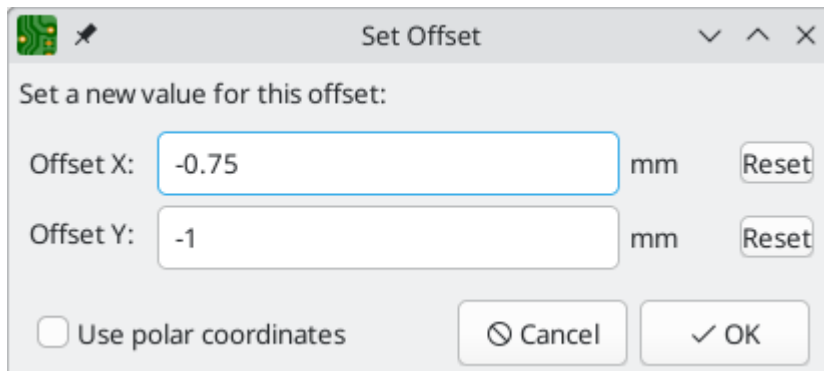 Set Offset
Set a new value for this offset:
Offset X: -0.75 mm Reset
Offset Y: -1 mm Reset
Use polar coordinates Cancel OK